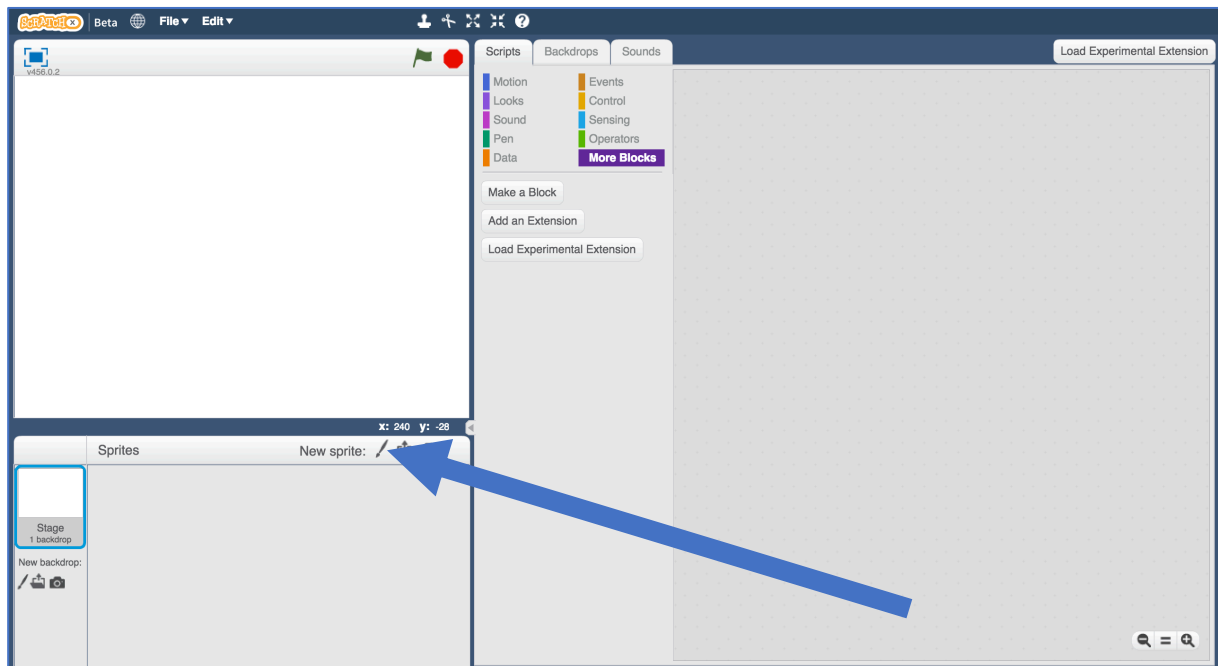 SCRATCHX Beta File Edit
v456.0.2
Scripts Backdrops Sounds Load Experimental Extension
Motion Events
Looks Control
Sound Sensing
Pen Operators
Data More Blocks
Make a Block
Add an Extension
Load Experimental Extension
x: 240 y: -28
Sprites New sprite:
Stage
1 backdrop
New backdrop: